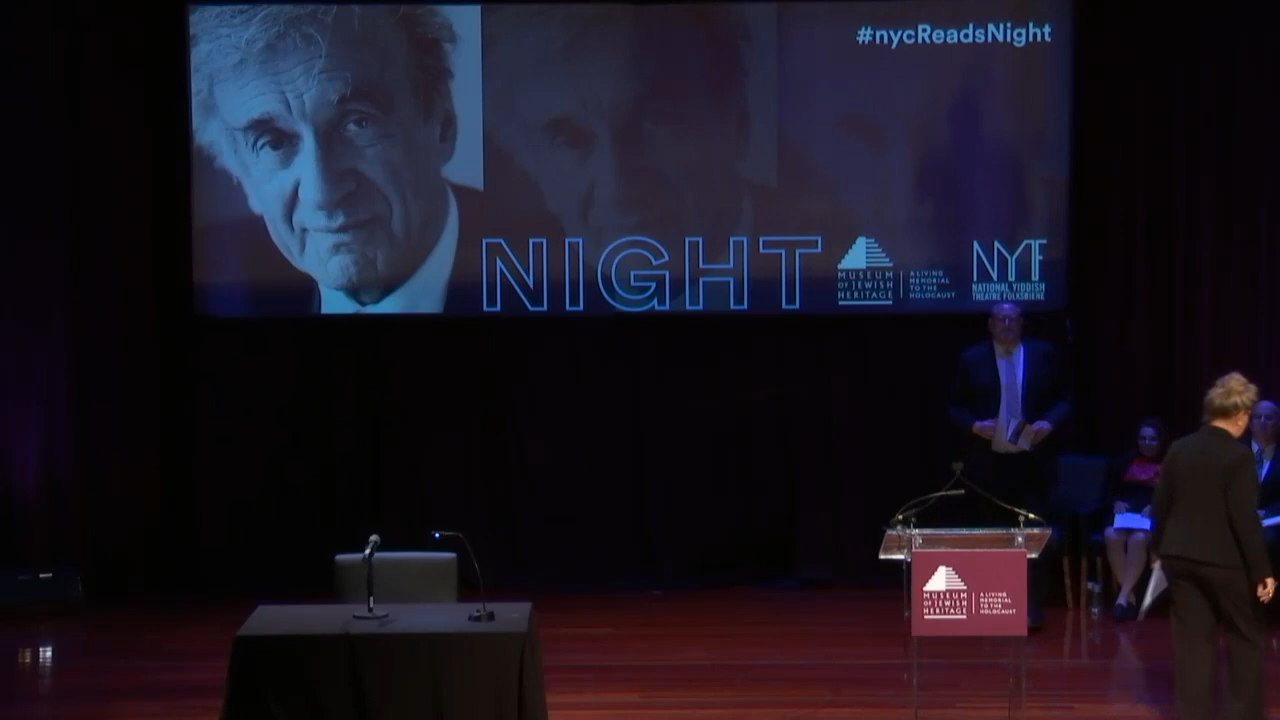 #nycReadsNight
NIGHT
MUSEUM
OF JEWISH
HERITAGE
A LIVING
MEMORIAL
TO THE
HOLOCAUST
NYTF
NATIONAL YIDDISH
THEATRE FOLKSBIENE
MUSEUM
OF JEWISH
HERITAGE
A LIVING
MEMORIAL
TO THE
HOLOCAUST